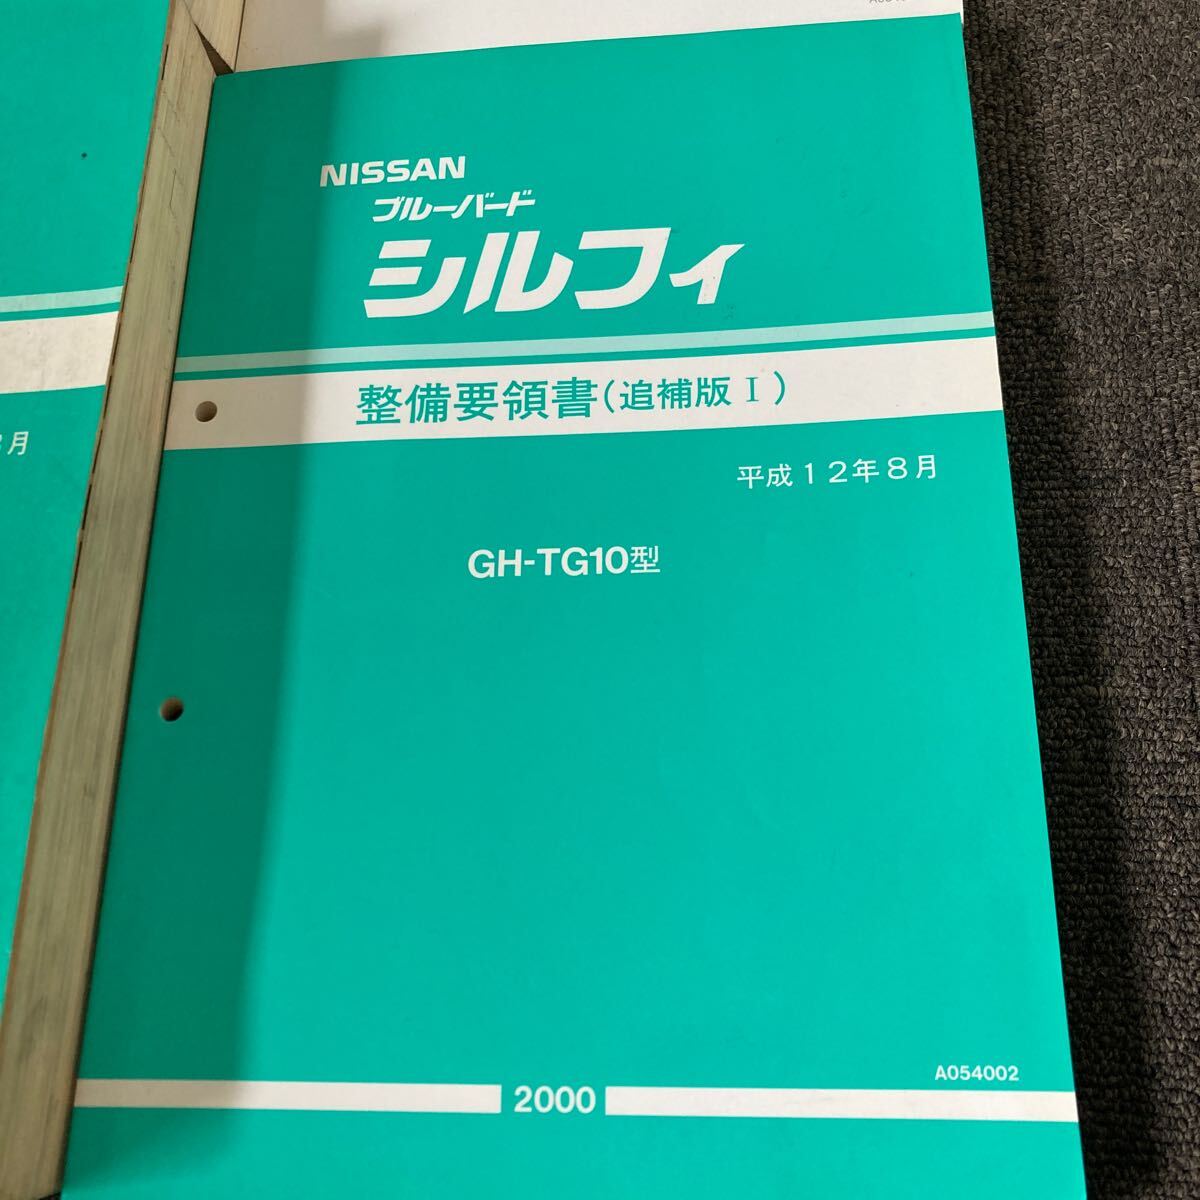 NISSAN
ブルーバード
シルフィ
整備要領書(追補版Ⅰ)
平成12年8月
GH-TG10型
A054002
2000
月